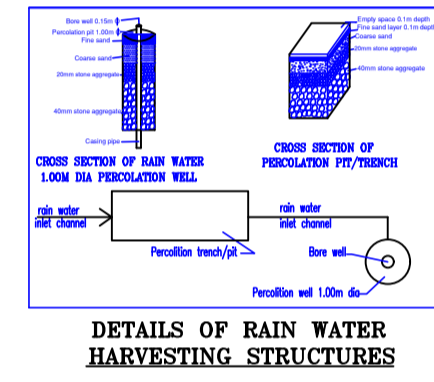 Bore well 0.15m ϕ
Percolation pit 1.00m ϕ
Fine sand
Coarse sand
20mm stone aggregate
40mm stone aggregate
Casing pipe
CROSS SECTION OF RAIN WATER
1.00M DIA PERCOLATION WELL
Empty space 0.1m depth
Fine sand layer 0.1m depth
Coarse sand
20mm stone aggregate
40mm stone aggregate
CROSS SECTION OF
PERCOLATION PIT/TRENCH
rain water
inlet channel
Percolition trench/pit
rain water
inlet channel
Bore well
Percolition well 1.00m dia
DETAILS OF RAIN WATER
HARVESTING STRUCTURES